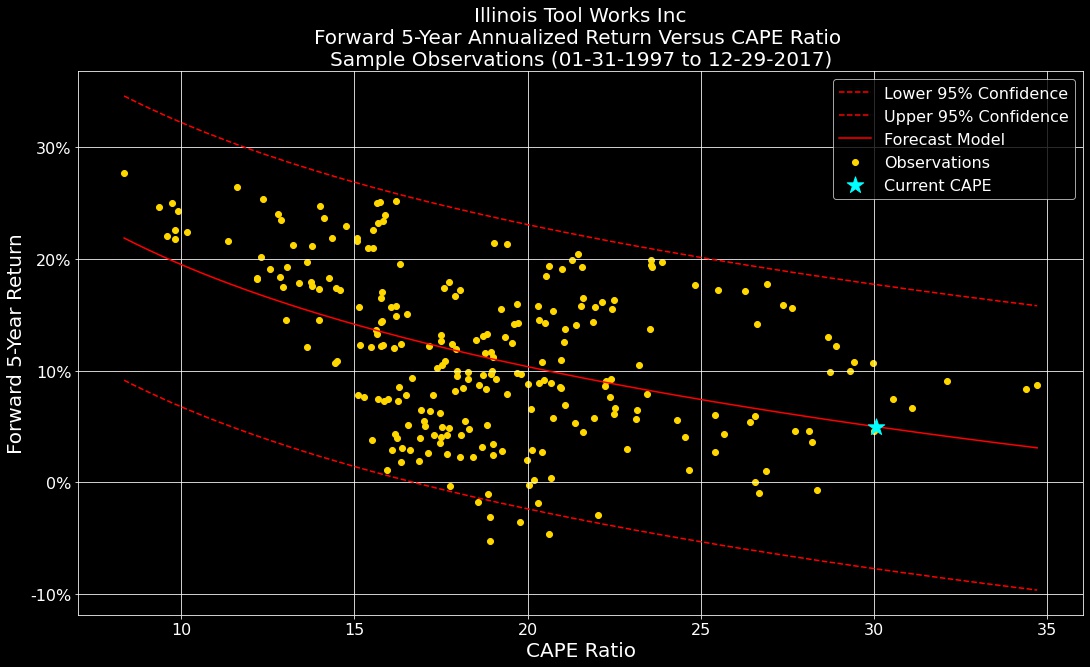 Illinois Tool Works Inc
Forward 5-Year Annualized Return Versus CAPE Ratio
Sample Observations (01-31-1997 to 12-29-2017)
Lower 95% Confidence
Upper 95% Confidence
Forecast Model
Observations
Current CAPE
Forward 5-Year Return
30%
20%
10%
0%
-10%
10
15
20
25
30
35
CAPE Ratio